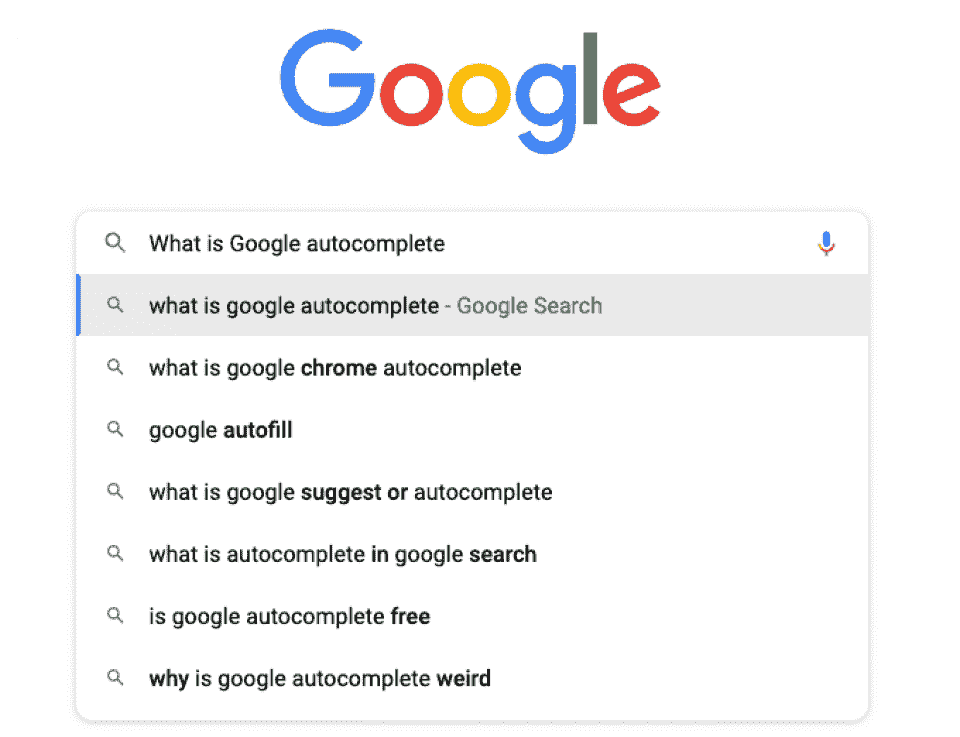 Google
What is Google autocomplete
what is google autocomplete - Google Search
what is google chrome autocomplete
google autofill
what is google suggest or autocomplete
what is autocomplete in google search
is google autocomplete free
why is google autocomplete weird